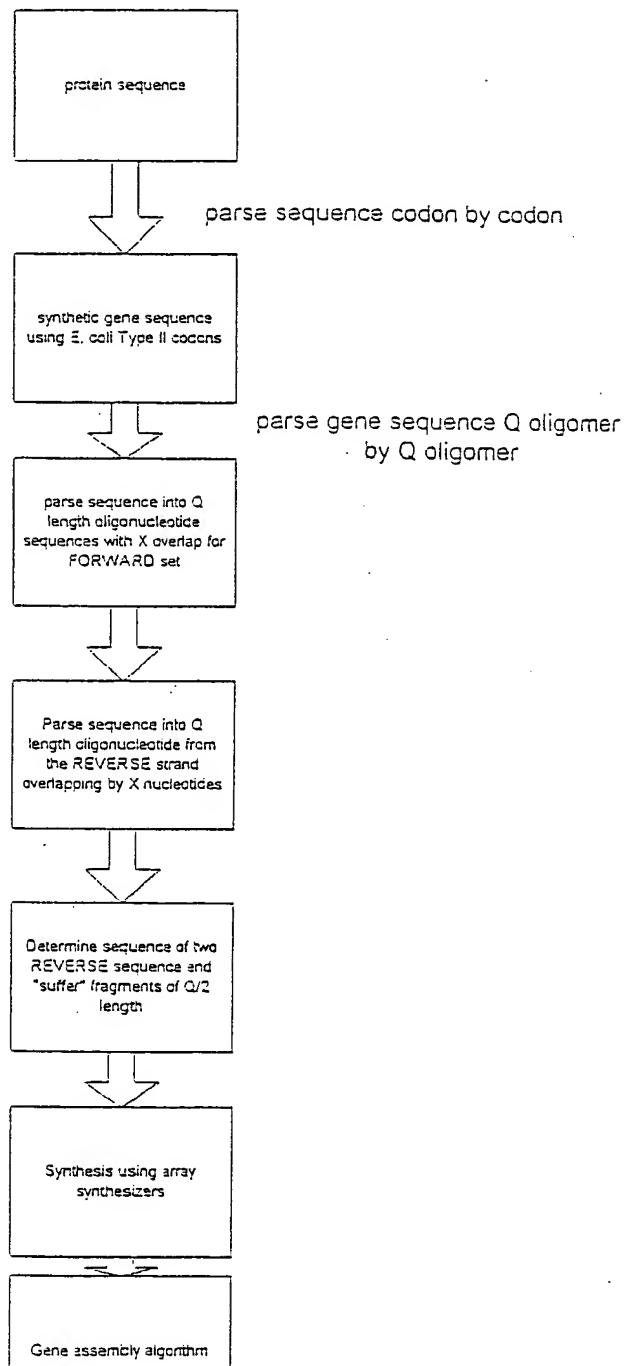 protein sequence
parse sequence codon by codon
synthetic gene sequence
using E. coli Type II codons
parse gene sequence Q oligomer
by Q oligomer
parse sequence into Q
length oligonucleotide
sequences with X overlap for
FORWARD set
Parse sequence into Q
length oligonucleotide from
the REVERSE strand
overlapping by X nucleotides
Determine sequence of two
REVERSE sequence end
"suffer" fragments of Q/2
length
Synthesis using array
synthesizers
Gene assembly algorithm